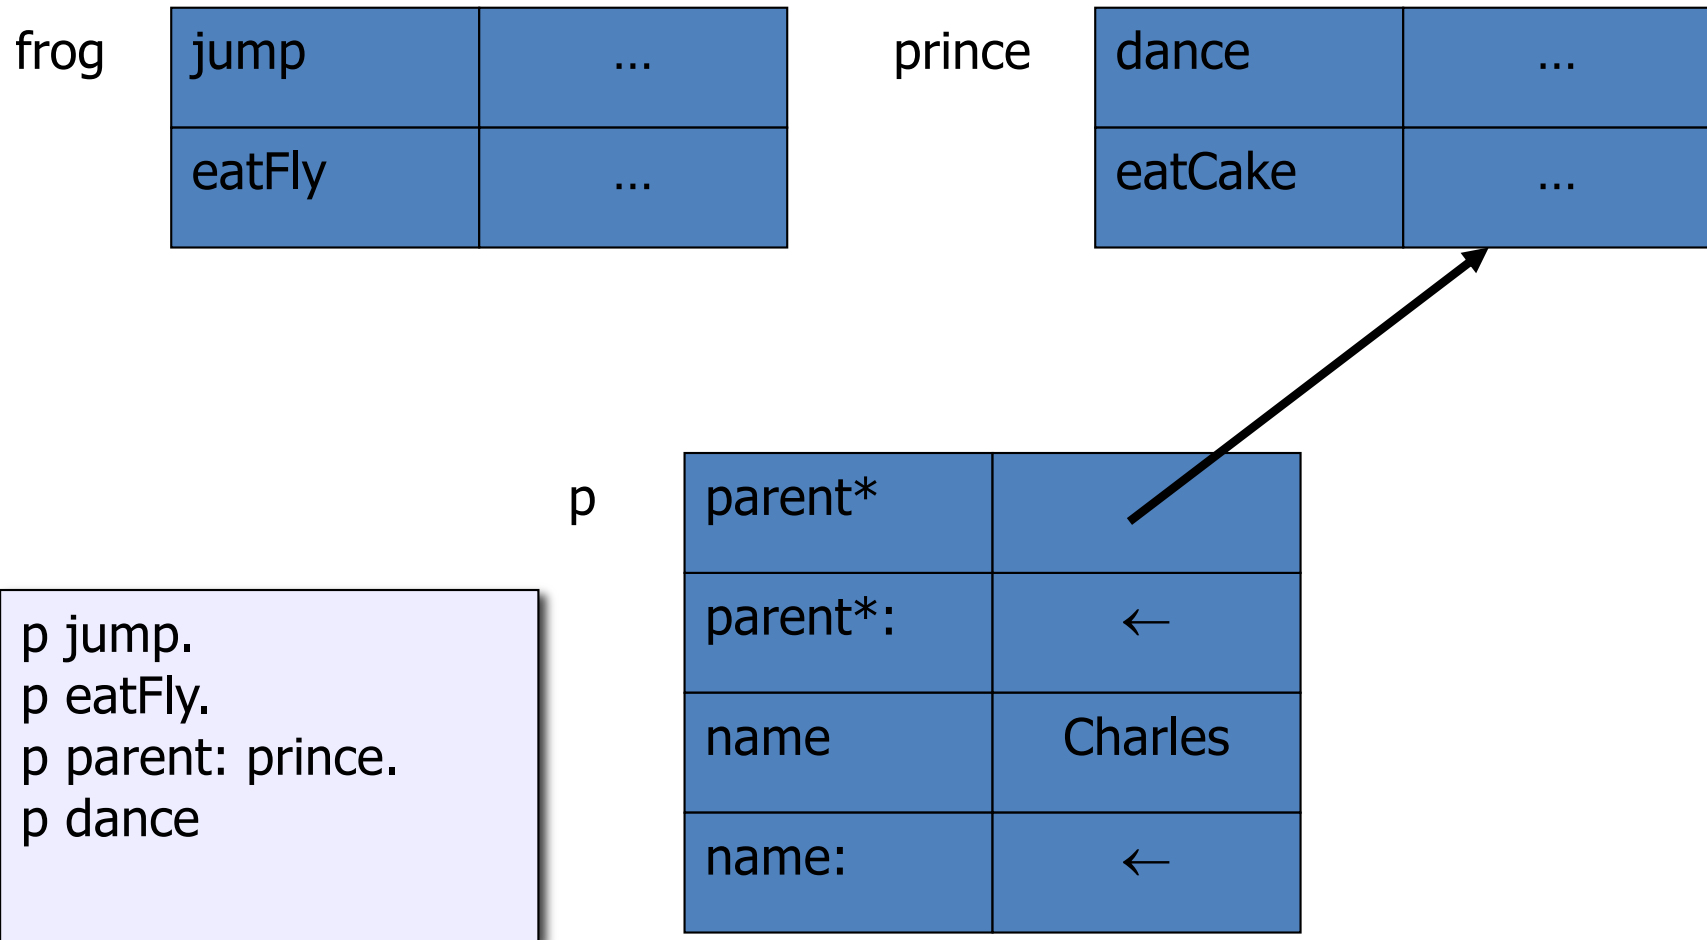 frog jump …
eatFly …
prince dance …
eatCake …
p parent*
parent*: ←
name Charles
name: ←
p jump.
p eatFly.
p parent: prince.
p dance